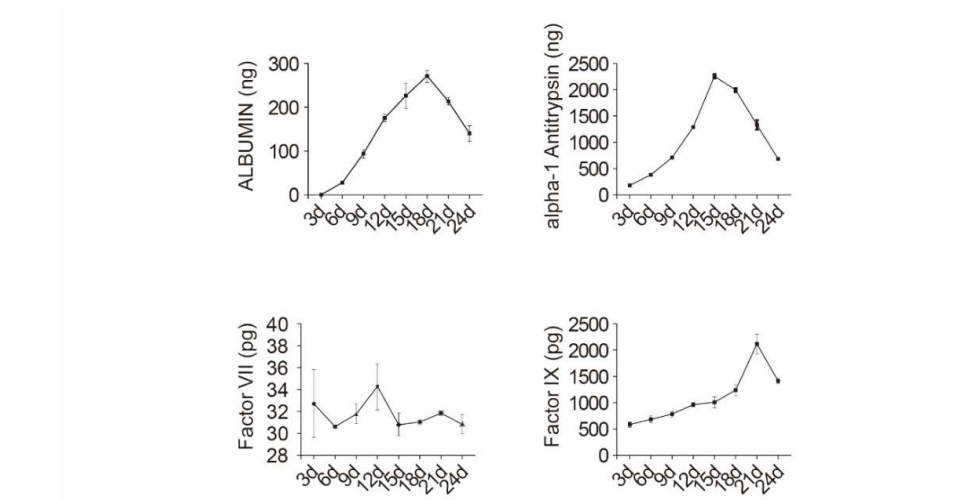 ALBUMIN (ng)
300
200
100
0
3d 6d 9d 12d 15d 18d 21d 24d
alpha-1 Antitrypsin (ng)
2500
2000
1500
1000
500
0
3d 6d 9d 12d 15d 18d 21d 24d
Factor VII (pg)
40
38
36
34
32
30
28
3d 6d 9d 12d 15d 18d 21d 24d
Factor IX (pg)
2500
2000
1500
1000
500
0
3d 6d 9d 12d 15d 18d 21d 24d